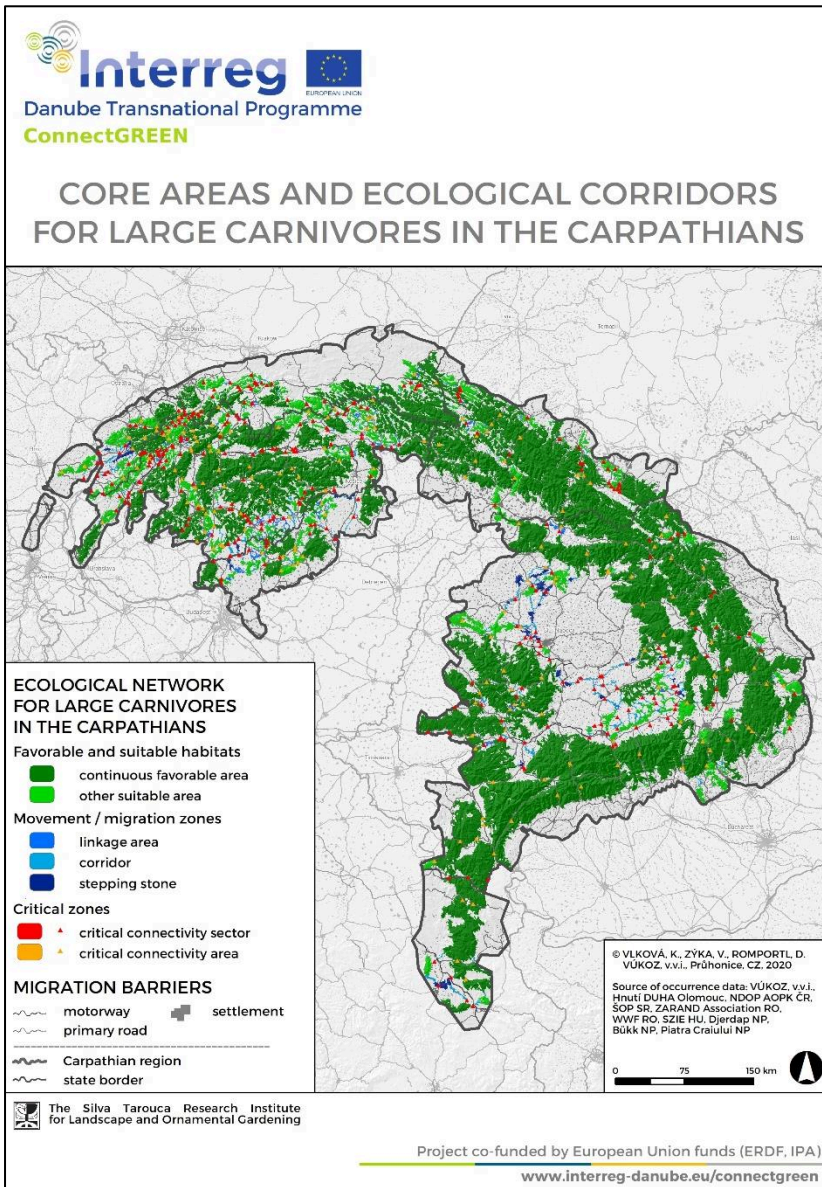 Interreg
EUROPEAN UNION
Danube Transnational Programme
ConnectGREEN
CORE AREAS AND ECOLOGICAL CORRIDORS
FOR LARGE CARNIVORES IN THE CARPATHIANS
Budapest
ECOLOGICAL NETWORK
FOR LARGE CARNIVORES
IN THE CARPATHIANS
Favorable and suitable habitats
continuous favorable area
other suitable area
Movement / migration zones
linkage area
corridor
stepping stone
Critical zones
critical connectivity sector
critical connectivity area
MIGRATION BARRIERS
motorway
settlement
primary road
Carpathian region
state border
© VLKOVÁ, K., ZÝKA, V., ROMPORTL, D.
VÚKOZ, v.v.i., Průhonice, CZ, 2020
Source of occurrence data: VÚKOZ, v.v.i.,
Hnutí DUHA Olomouc, NDOP AOPK ČR,
ŠOP SR, ZARAND Association RO,
WWF RO, SZIE HU, Djerdap NP,
Bükk NP, Piatra Craiului NP
0 75 150 km
The Silva Tarouca Research Institute
for Landscape and Ornamental Gardening
Project co-funded by European Union funds (ERDF, IPA)
www.interreg-danube.eu/connectgreen